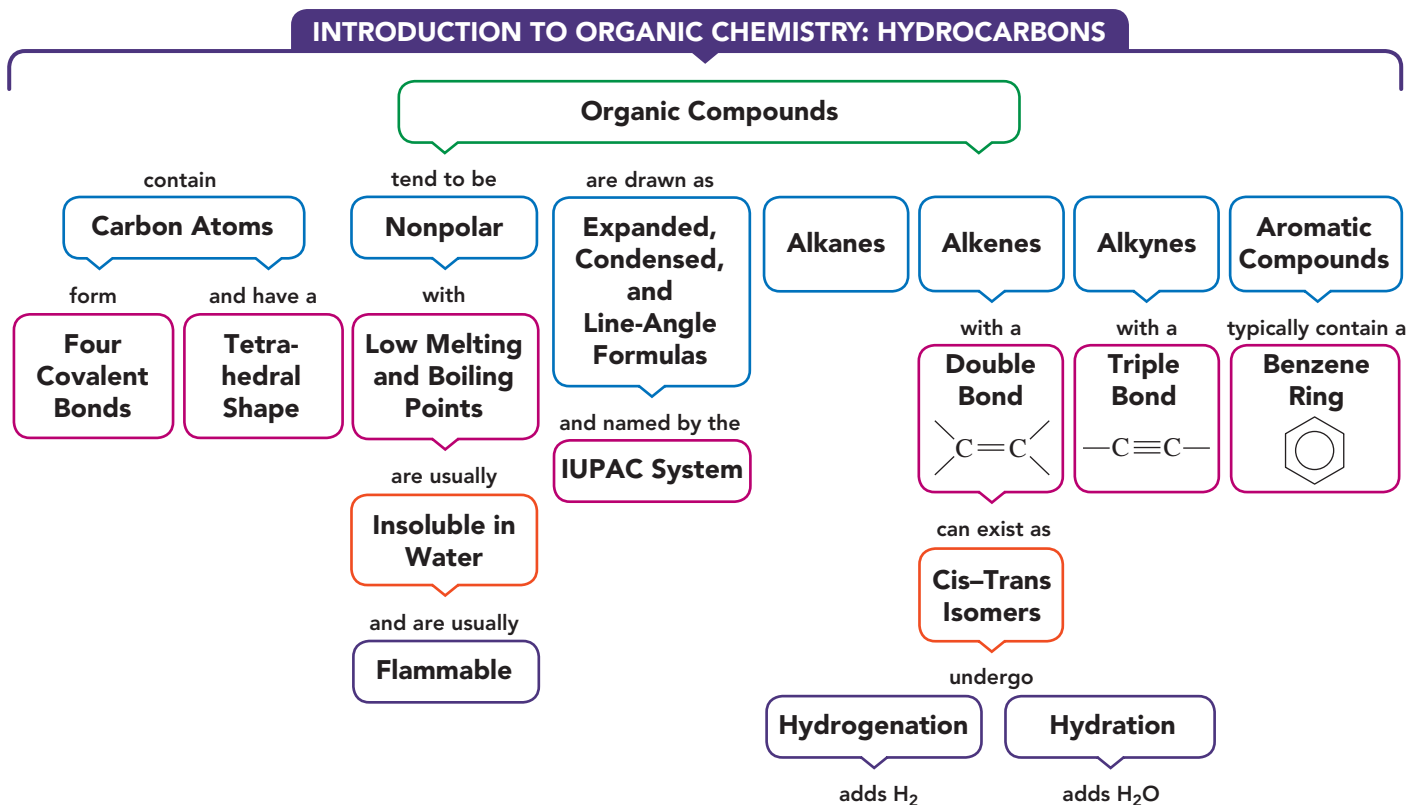 INTRODUCTION TO ORGANIC CHEMISTRY: HYDROCARBONS
Organic Compounds
contain
Carbon Atoms
form
Four
Covalent
Bonds
and have a
Tetra-
hedral
Shape
tend to be
Nonpolar
with
Low Melting
and Boiling
Points
are usually
Insoluble in
Water
and are usually
Flammable
are drawn as
Expanded,
Condensed,
and
Line-Angle
Formulas
and named by the
IUPAC System
Alkanes
Alkenes
with a
Double
Bond
C=C
can exist as
Cis–Trans
Isomers
undergo
Hydrogenation
adds H₂
Hydration
adds H₂O
Alkynes
with a
Triple
Bond
—C≡C—
Aromatic
Compounds
typically contain a
Benzene
Ring